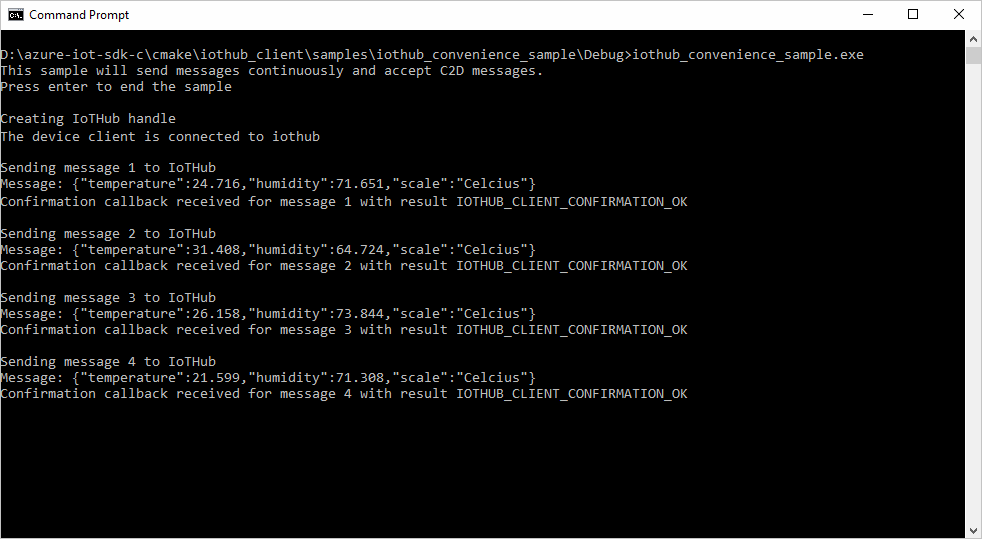 Command Prompt
D:\azure-iot-sdk-c\cmake\iothub_client\samples\iothub_convenience_sample\Debug>iothub_convenience_sample.exe
This sample will send messages continuously and accept C2D messages.
Press enter to end the sample
Creating IoTHub handle
The device client is connected to iothub
Sending message 1 to IoTHub
Message: {"temperature":24.716,"humidity":71.651,"scale":"Celcius"}
Confirmation callback received for message 1 with result IOTHUB_CLIENT_CONFIRMATION_OK
Sending message 2 to IoTHub
Message: {"temperature":31.408,"humidity":64.724,"scale":"Celcius"}
Confirmation callback received for message 2 with result IOTHUB_CLIENT_CONFIRMATION_OK
Sending message 3 to IoTHub
Message: {"temperature":26.158,"humidity":73.844,"scale":"Celcius"}
Confirmation callback received for message 3 with result IOTHUB_CLIENT_CONFIRMATION_OK
Sending message 4 to IoTHub
Message: {"temperature":21.599,"humidity":71.308,"scale":"Celcius"}
Confirmation callback received for message 4 with result IOTHUB_CLIENT_CONFIRMATION_OK